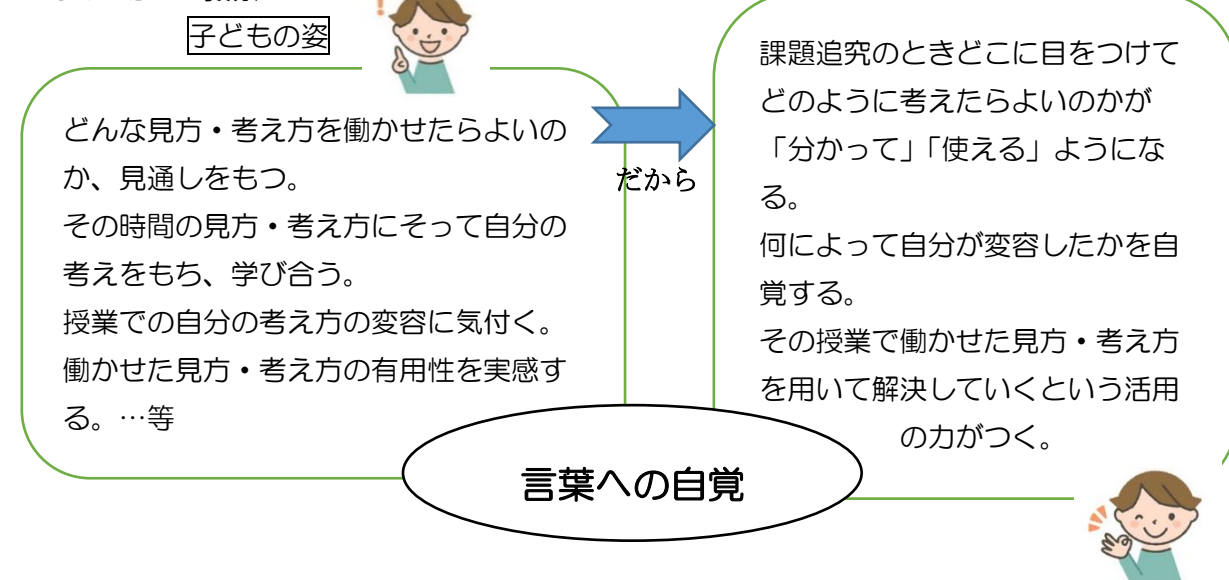 子どもの姿
どんな見方・考え方を働かせたらよいの
か、見通しをもつ。
その時間の見方・考え方にそって自分の
考えをもち、学び合う。
授業での自分の考え方の変容に気付く。
働かせた見方・考え方の有用性を実感す
る。…等
だから
課題追究のときどこに目をつけて
どのように考えたらよいのかが
「分かって」「使える」ようにな
る。
何によって自分が変容したかを自
覚する。
その授業で働かせた見方・考え方
を用いて解決していくという活用
の力がつく。
言葉への自覚